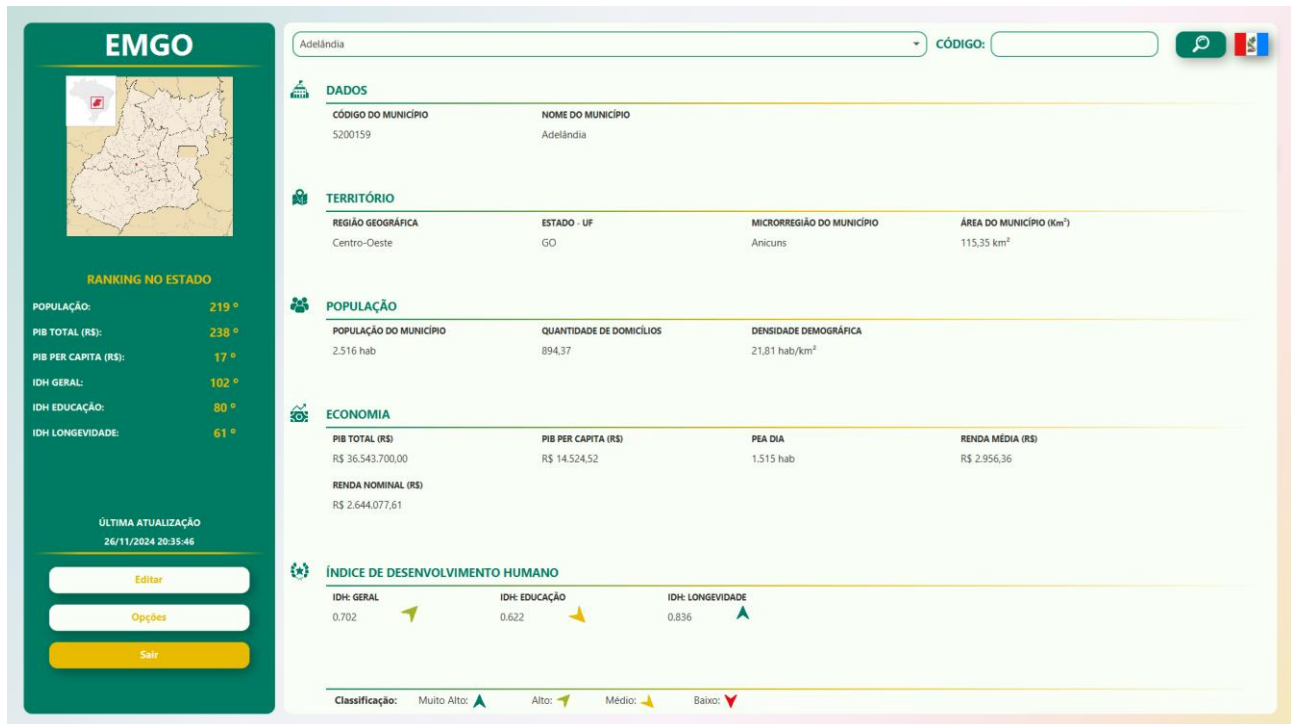 EMGO
RANKING NO ESTADO
POPULAÇÃO: 219 º
PIB TOTAL (R$): 238 º
PIB PER CAPITA (R$): 17 º
IDH GERAL: 102 º
IDH EDUCAÇÃO: 80 º
IDH LONGEVIDADE: 61 º
ÚLTIMA ATUALIZAÇÃO
26/11/2024 20:35:46
Editar
Opções
Sair
Adelândia CÓDIGO:
DADOS
CÓDIGO DO MUNICÍPIO NOME DO MUNICÍPIO
5200159 Adelândia
TERRITÓRIO
REGIÃO GEOGRÁFICA ESTADO - UF MICRORREGIÃO DO MUNICÍPIO ÁREA DO MUNICÍPIO (Km²)
Centro-Oeste GO Anicuns 115,35 km²
POPULAÇÃO
POPULAÇÃO DO MUNICÍPIO QUANTIDADE DE DOMICÍLIOS DENSIDADE DEMOGRÁFICA
2.516 hab 894,37 21,81 hab/km²
ECONOMIA
PIB TOTAL (R$) PIB PER CAPITA (R$) PEA DIA RENDA MÉDIA (R$)
R$ 36.543.700,00 R$ 14.524,52 1.515 hab R$ 2.956,36
RENDA NOMINAL (R$)
R$ 2.644.077,61
ÍNDICE DE DESENVOLVIMENTO HUMANO
IDH: GERAL IDH: EDUCAÇÃO IDH: LONGEVIDADE
0.702 0.622 0.836
Classificação: Muito Alto: Alto: Médio: Baixo: